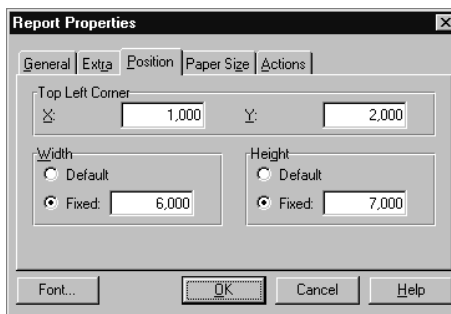 Report Properties
General Extra Position Paper Size Actions
Top Left Corner
X: 1,000 Y: 2,000
Width Height
Default Default
Fixed: 6,000 Fixed: 7,000
Font... OK Cancel Help